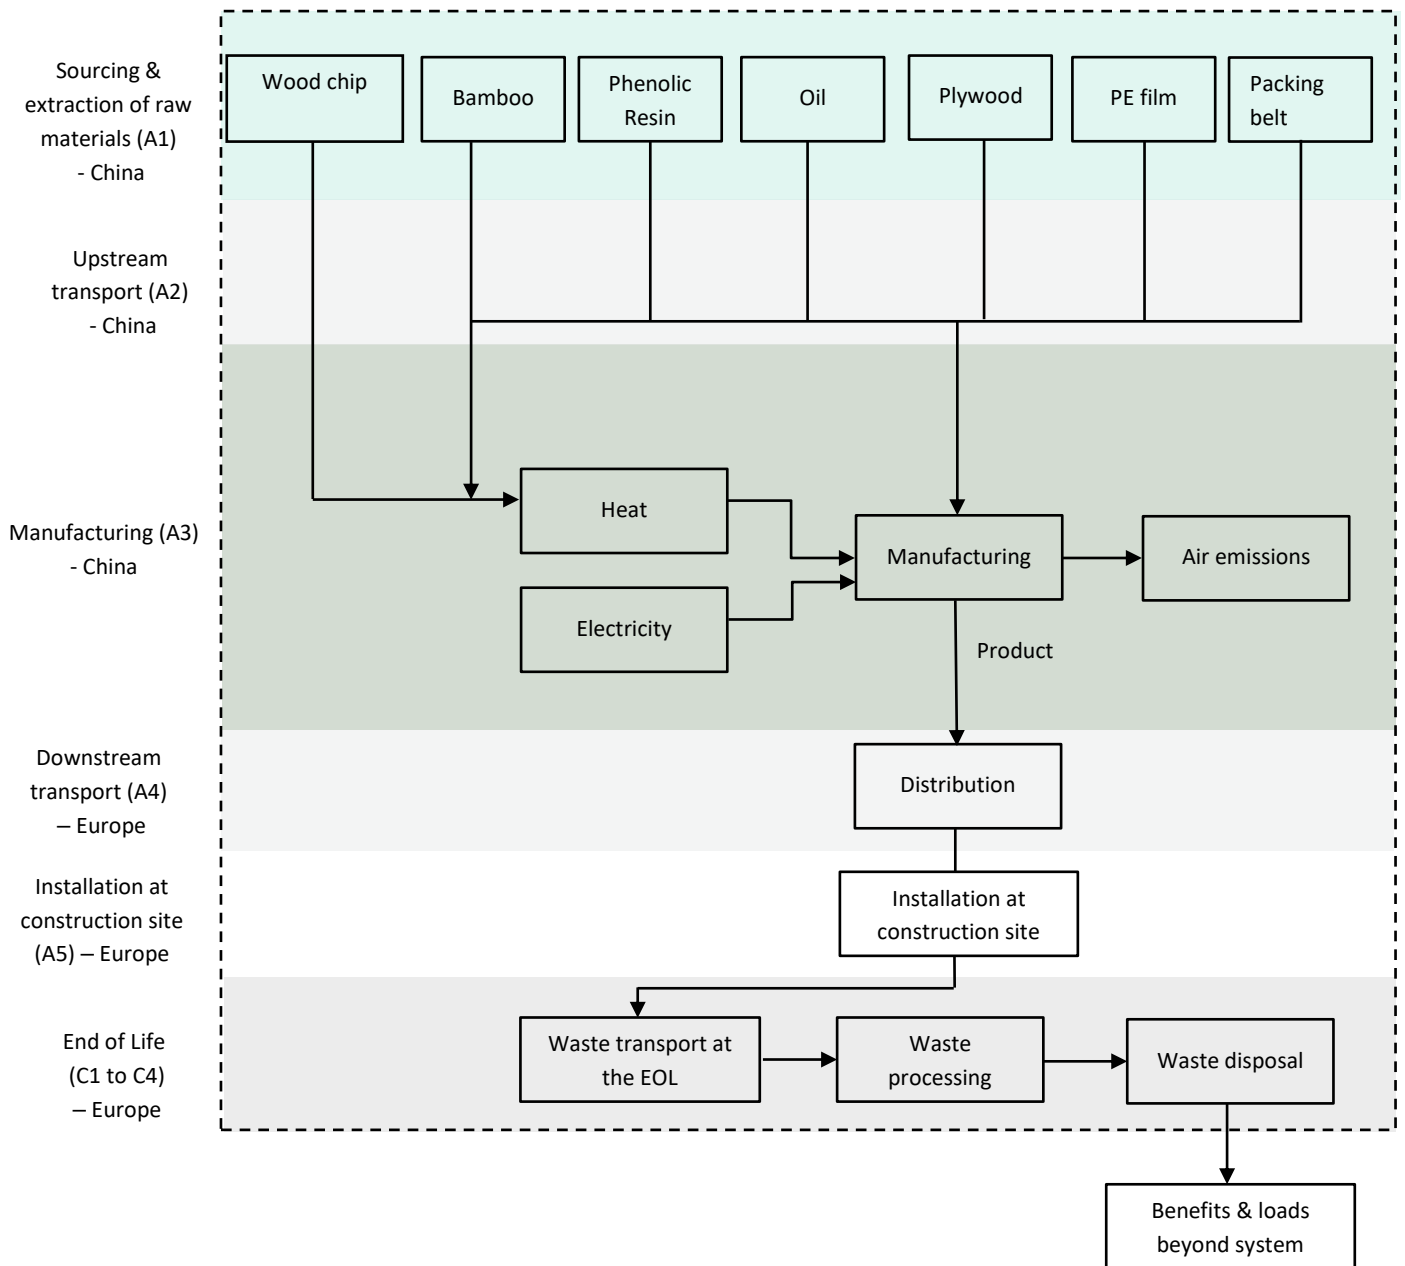 Sourcing &
extraction of raw
materials (A1)
- China
Wood chip
Bamboo
Phenolic
Resin
Oil
Plywood
PE film
Packing
belt
Upstream
transport (A2)
- China
Manufacturing (A3)
- China
Heat
Electricity
Manufacturing
Air emissions
Product
Downstream
transport (A4)
– Europe
Distribution
Installation at
construction site
(A5) – Europe
Installation at
construction site
End of Life
(C1 to C4)
– Europe
Waste transport at
the EOL
Waste
processing
Waste disposal
Benefits & loads
beyond system